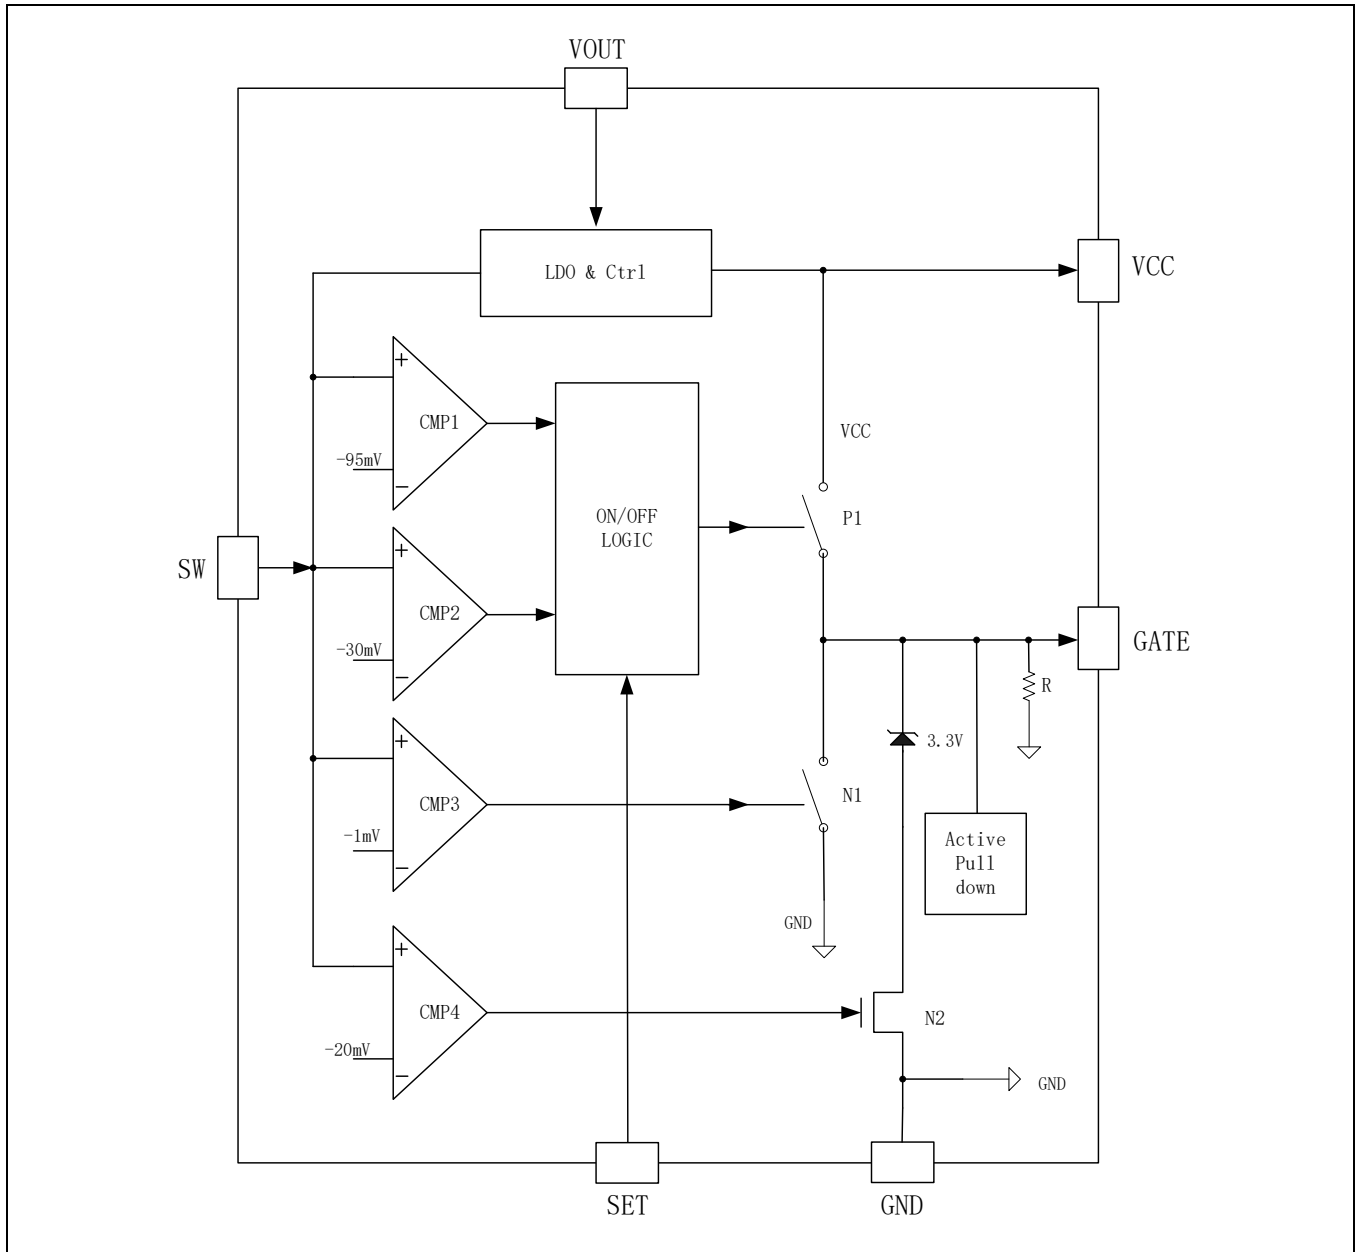 VOUT
LDO & Ctrl
VCC
+
CMP1
-95mV
−
ON/OFF
LOGIC
VCC
P1
SW
+
CMP2
-30mV
−
GATE
R
+
CMP3
-1mV
−
N1
3.3V
Active
Pull
down
GND
+
CMP4
-20mV
−
N2
GND
SET
GND